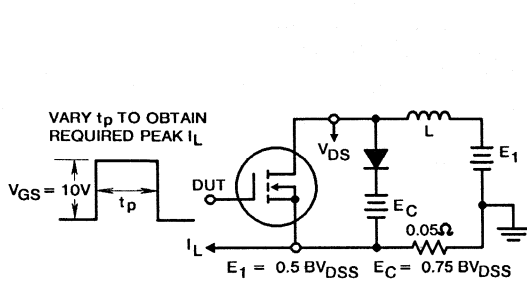 VARY tp TO OBTAIN
REQUIRED PEAK IL
VGS = 10V
tp
DUT
VDS
L
E1
EC
0.05Ω
IL
E1 = 0.5 BVDSS
EC = 0.75 BVDSS